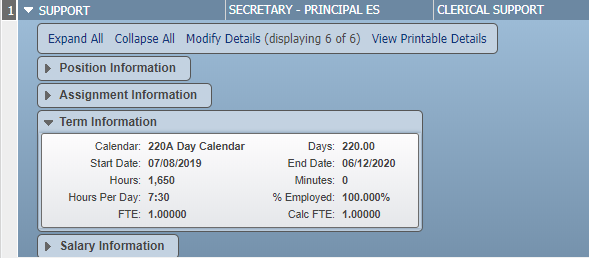 1 SUPPORT SECRETARY - PRINCIPAL ES CLERICAL SUPPORT
Expand All Collapse All Modify Details (displaying 6 of 6) View Printable Details
Position Information
Assignment Information
Term Information
Calendar: 220A Day Calendar Days: 220.00
Start Date: 07/08/2019 End Date: 06/12/2020
Hours: 1,650 Minutes: 0
Hours Per Day: 7:30 % Employed: 100.000%
FTE: 1.00000 Calc FTE: 1.00000
Salary Information